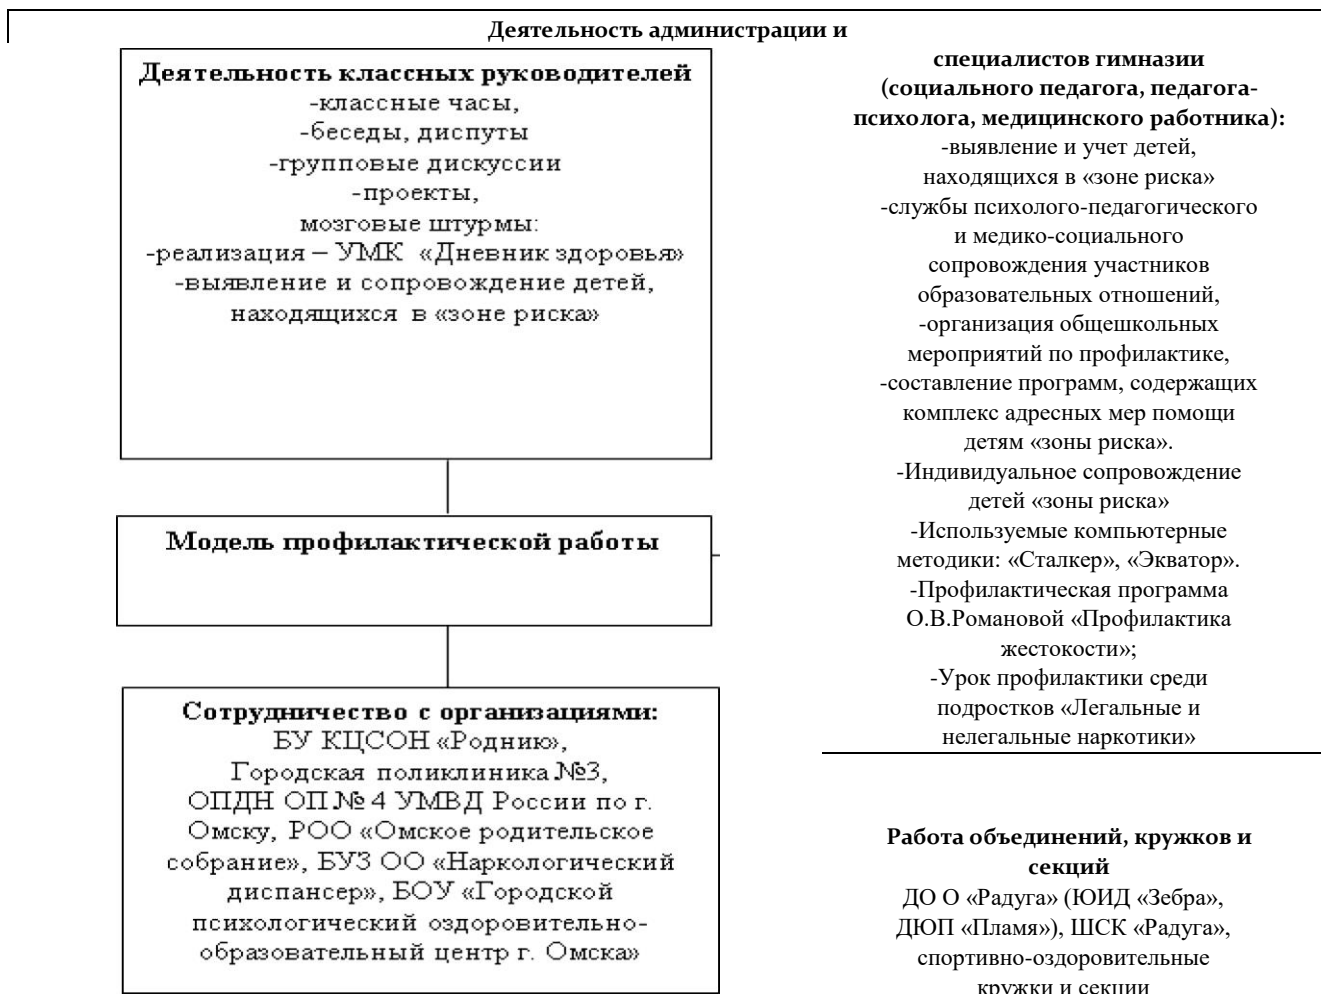 Деятельность администрации и
Деятельность классных руководителей
-классные часы,
-беседы, диспуты
-групповые дискуссии
-проекты,
мозговые штурмы:
-реализация – УМК «Дневник здоровья»
-выявление и сопровождение детей,
находящихся в «зоне риска»
Модель профилактической работы
Сотрудничество с организациями:
БУ КЦСОН «Роднию»,
Городская поликлиника №3,
ОПДН ОП № 4 УМВД России по г.
Омску, РОО «Омское родительское
собрание», БУЗ ОО «Наркологический
диспансер», БОУ «Городской
психологический оздоровительно-
образовательный центр г. Омска»
специалистов гимназии
(социального педагога, педагога-
психолога, медицинского работника):
-выявление и учет детей,
находящихся в «зоне риска»
-службы психолого-педагогического
и медико-социального
сопровождения участников
образовательных отношений,
-организация общешкольных
мероприятий по профилактике,
-составление программ, содержащих
комплекс адресных мер помощи
детям «зоны риска».
-Индивидуальное сопровождение
детей «зоны риска»
-Используемые компьютерные
методики: «Сталкер», «Экватор».
-Профилактическая программа
О.В.Романовой «Профилактика
жестокости»;
-Урок профилактики среди
подростков «Легальные и
нелегальные наркотики»
Работа объединений, кружков и
секций
ДО О «Радуга» (ЮИД «Зебра»,
ДЮП «Пламя»), ШСК «Радуга»,
спортивно-оздоровительные
кружки и секции